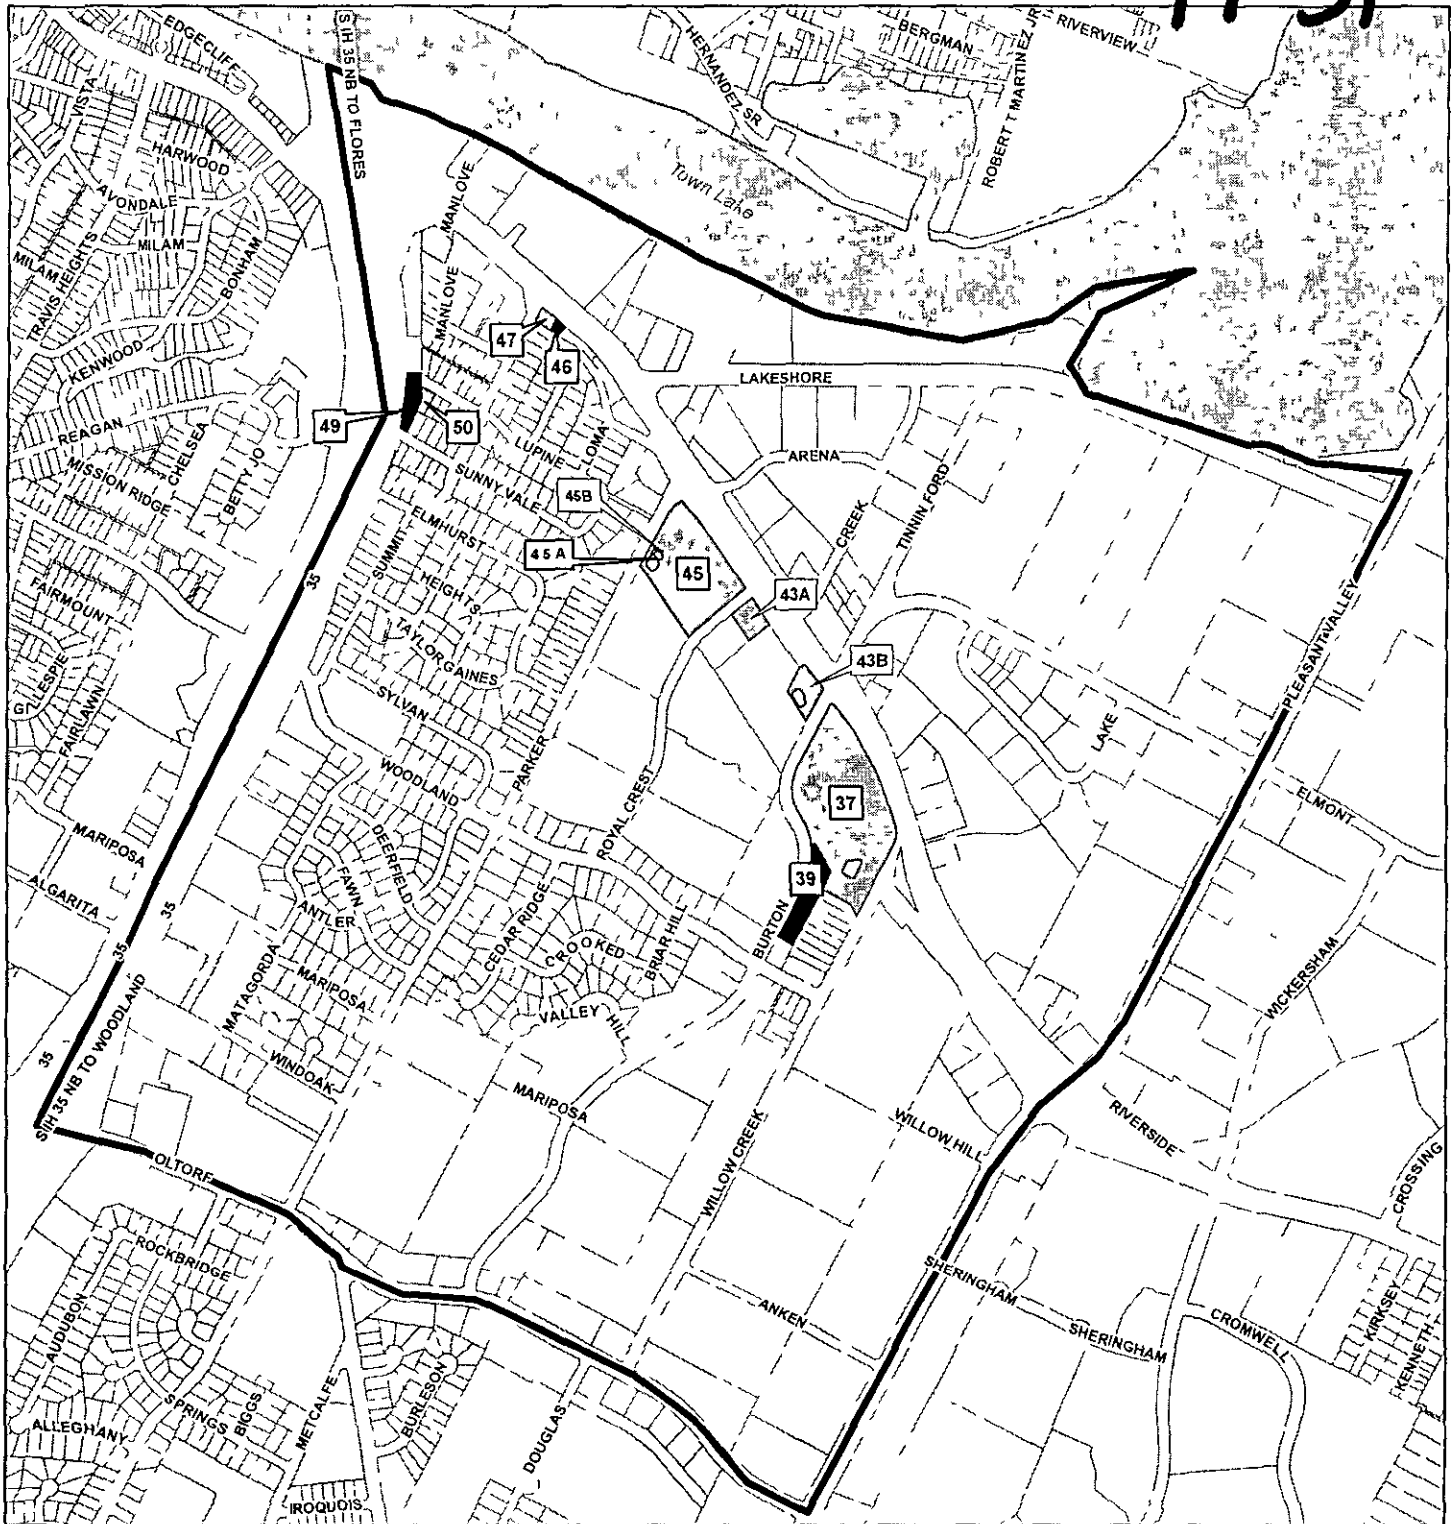 EDGECLIFF
S IH 35 NB TO FLORES
HERNANDEZ SR
BERGMAN
ROBERT T MARTINEZ JR
RIVERVIEW
VISTA
HARWOOD
AVONDALE
MILAM
MILAM
TRAVIS HEIGHTS
BONHAM
KENWOOD
MANLOVE
MANLOVE
MANLOVE
Town Lake
47
46
LAKESHORE
49
50
REAGAN
CHELSEA
BETTY JO
MISSION RIDGE
LUPINE
LOMA
SUNNY VALE
ARENA
45B
ELMHURST
45A
45
CREEK
TINNIN FORD
35
SUMMIT
HEIGHTS
43A
FAIRMOUNT
TAYLOR GAINES
43B
GILLESPIE
FAIRLAWN
SYLVAN
PLEASANT VALLEY
LAKE
WOODLAND
PARKER
ROYAL CREST
37
ELMONT
MARIPOSA
DEERFIELD
FAWN
39
ALGARITA
35
ANTLER
CEDAR RIDGE
CROOKED
BRIAR HILL
BURTON
35
MATAGORDA
MARIPOSA
VALLEY HILL
WICKERSHAM
35
S IH 35 NB TO WOODLAND
WINDOAK
MARIPOSA
WILLOW CREEK
WILLOW HILL
RIVERSIDE
CROSSING
OLTORF
ROCKBRIDGE
SHERINGHAM
AUDUBON
ANKEN
SHERINGHAM
CROMWELL
KIRKSEY
KENNETH
SPRINGS
BIGGS
METCALFE
BURLESON
DOUGLAS
ALLEGHANY
IROQUOIS